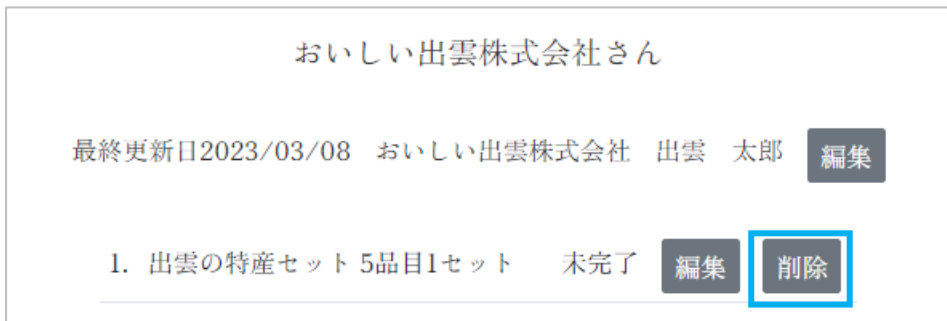 おいしい出雲株式会社さん
最終更新日2023/03/08　おいしい出雲株式会社　出雲　太郎 編集
1. 出雲の特産セット 5品目1セット　未完了 編集 削除